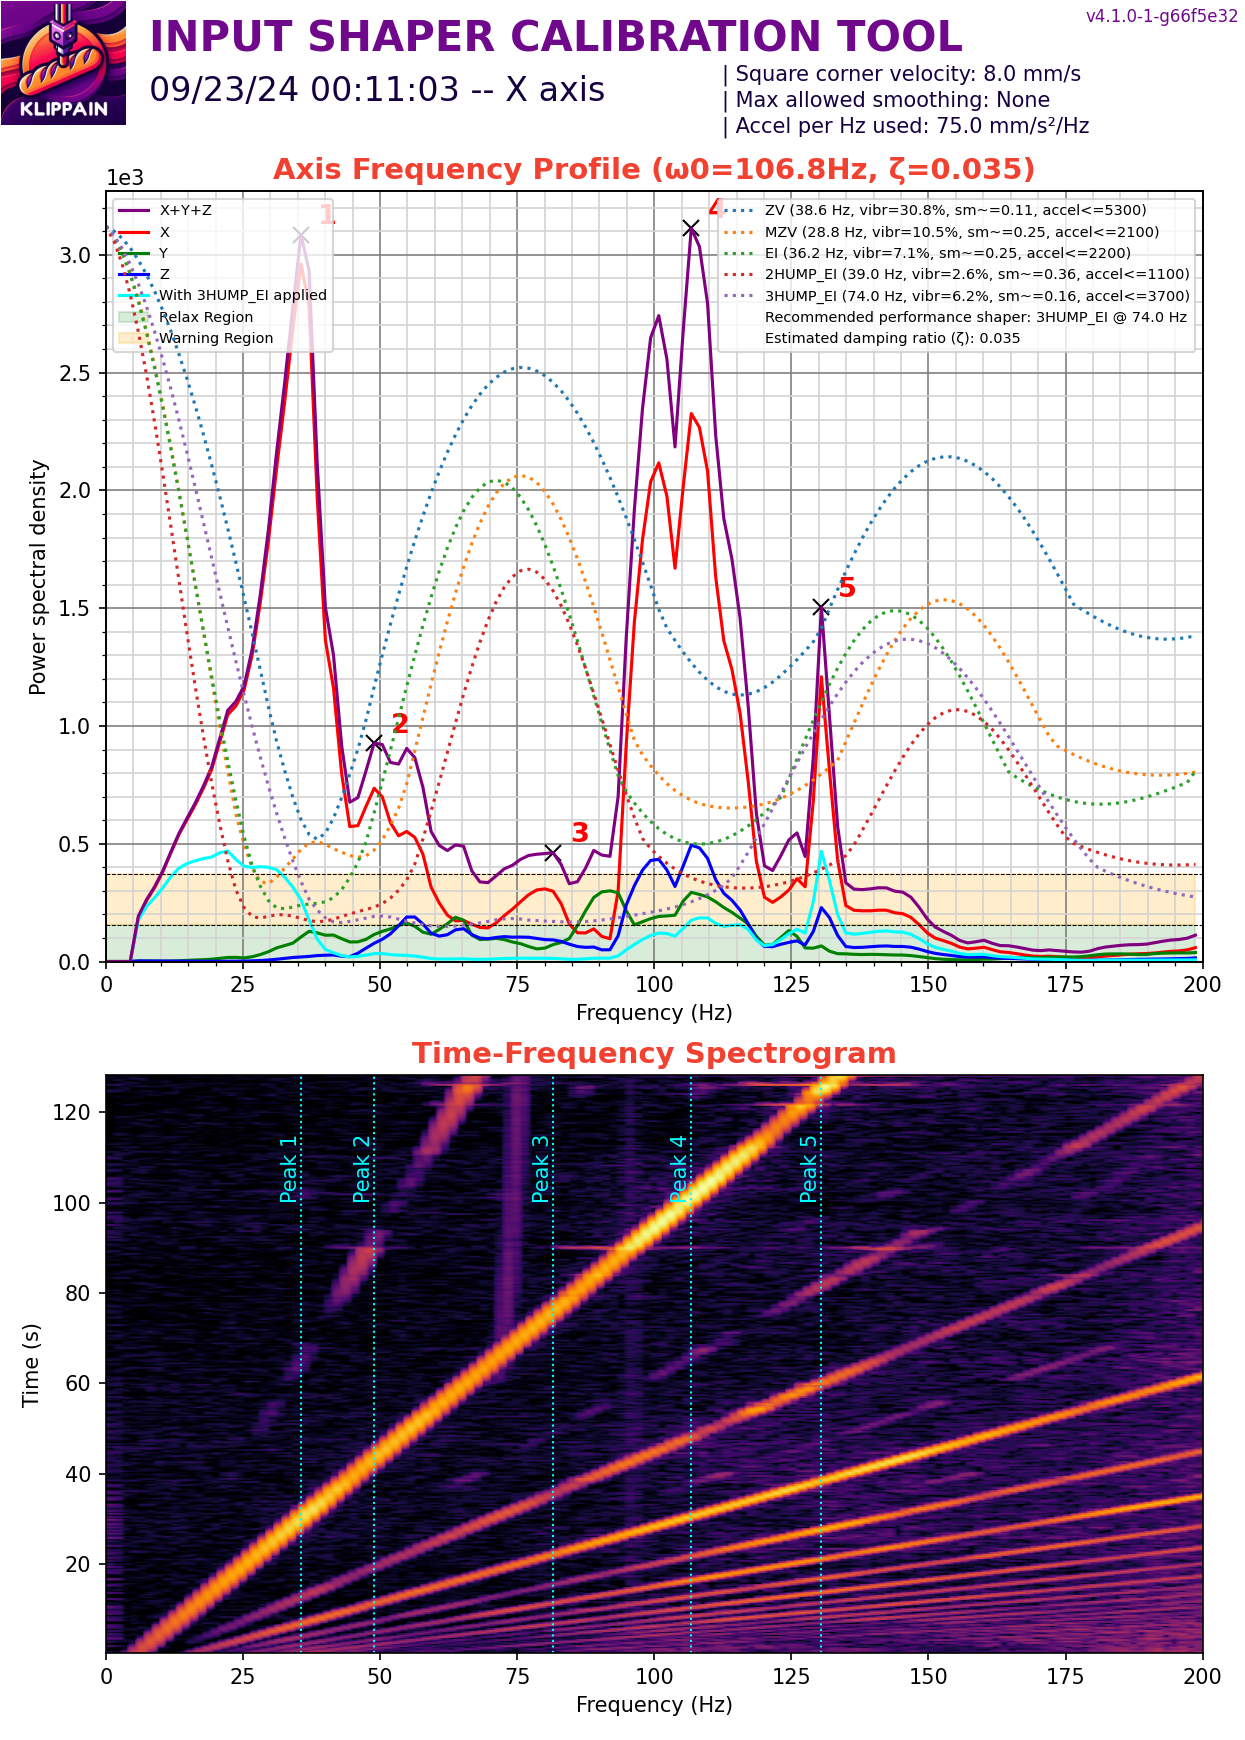 KLIPPAIN
INPUT SHAPER CALIBRATION TOOL
v4.1.0-1-g66f5e32
09/23/24 00:11:03 -- X axis
| Square corner velocity: 8.0 mm/s
| Max allowed smoothing: None
| Accel per Hz used: 75.0 mm/s²/Hz
Axis Frequency Profile (ω0=106.8Hz, ζ=0.035)
1e3
X+Y+Z
X
Y
Z
With 3HUMP_EI applied
Relax Region
Warning Region
ZV (38.6 Hz, vibr=30.8%, sm~=0.11, accel<=5300)
MZV (28.8 Hz, vibr=10.5%, sm~=0.25, accel<=2100)
EI (36.2 Hz, vibr=7.1%, sm~=0.25, accel<=2200)
2HUMP_EI (39.0 Hz, vibr=2.6%, sm~=0.36, accel<=1100)
3HUMP_EI (74.0 Hz, vibr=6.2%, sm~=0.16, accel<=3700)
Recommended performance shaper: 3HUMP_EI @ 74.0 Hz
Estimated damping ratio (ζ): 0.035
1
2
3
4
5
Power spectral density
3.0
2.5
2.0
1.5
1.0
0.5
0.0
0 25 50 75 100 125 150 175 200
Frequency (Hz)
Time-Frequency Spectrogram
Time (s)
120
100
80
60
40
20
Peak 1
Peak 2
Peak 3
Peak 4
Peak 5
0 25 50 75 100 125 150 175 200
Frequency (Hz)